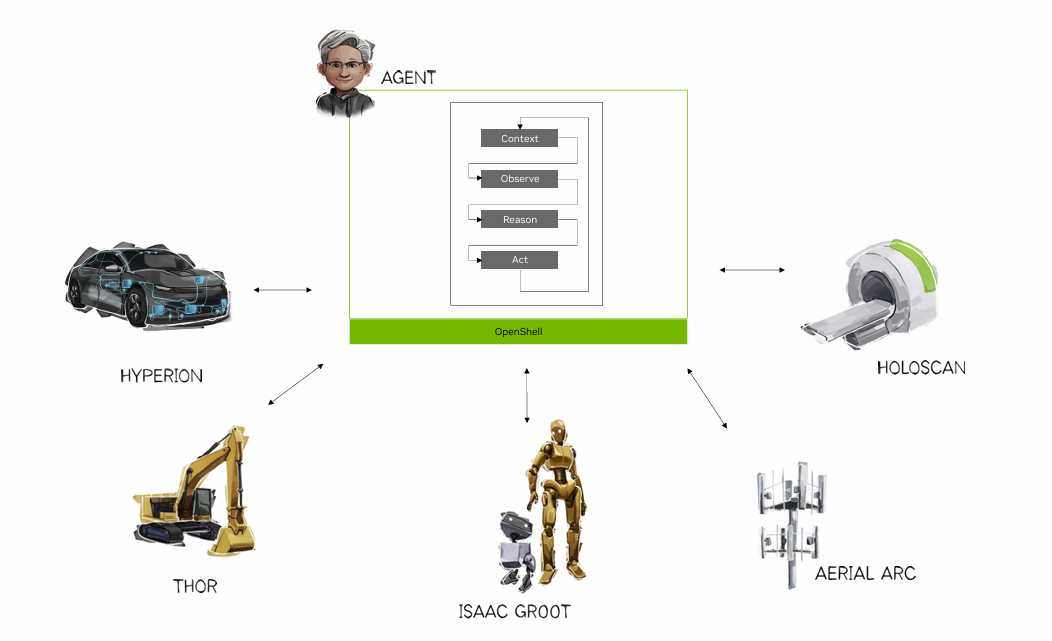 AGENT
Context
Observe
Reason
Act
OpenShell
HYPERION
HOLOSCAN
THOR
ISAAC GROOT
AERIAL ARC